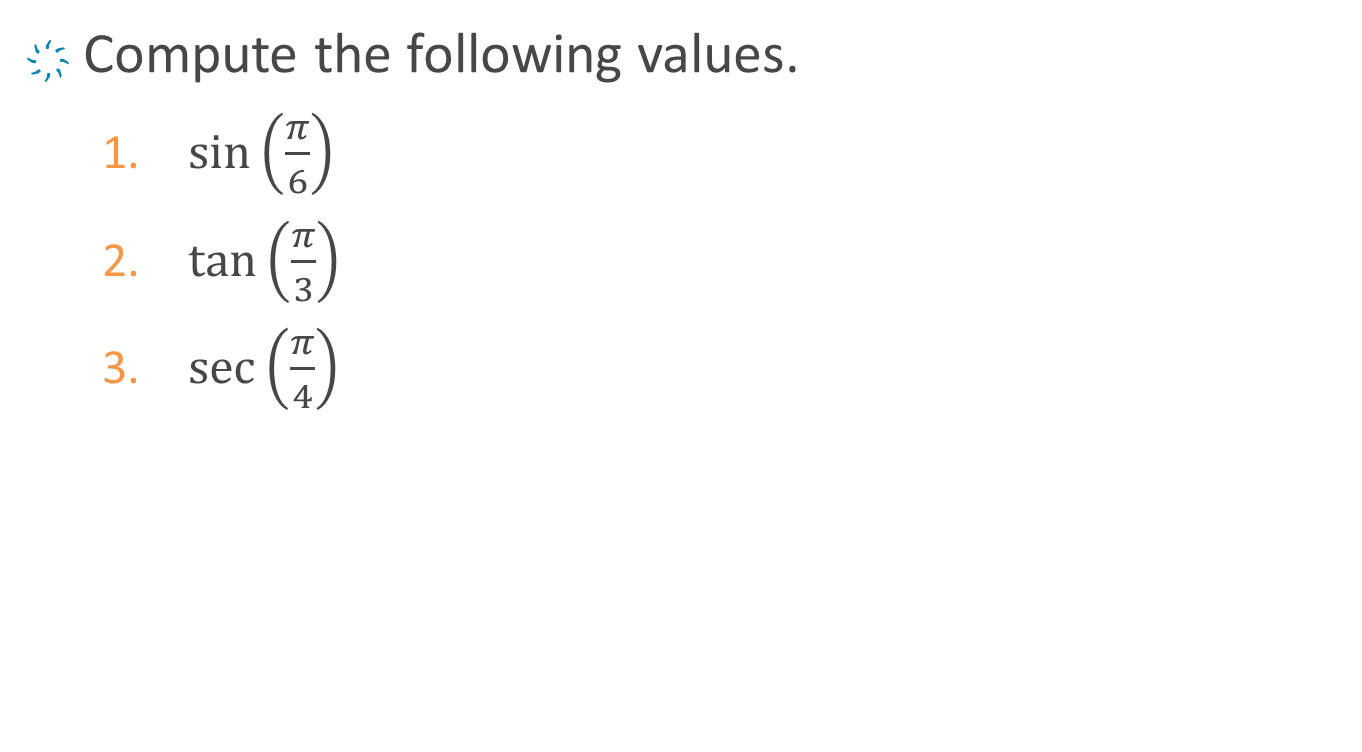 Compute the following values.
1. sin(π/6)
2. tan(π/3)
3. sec(π/4)